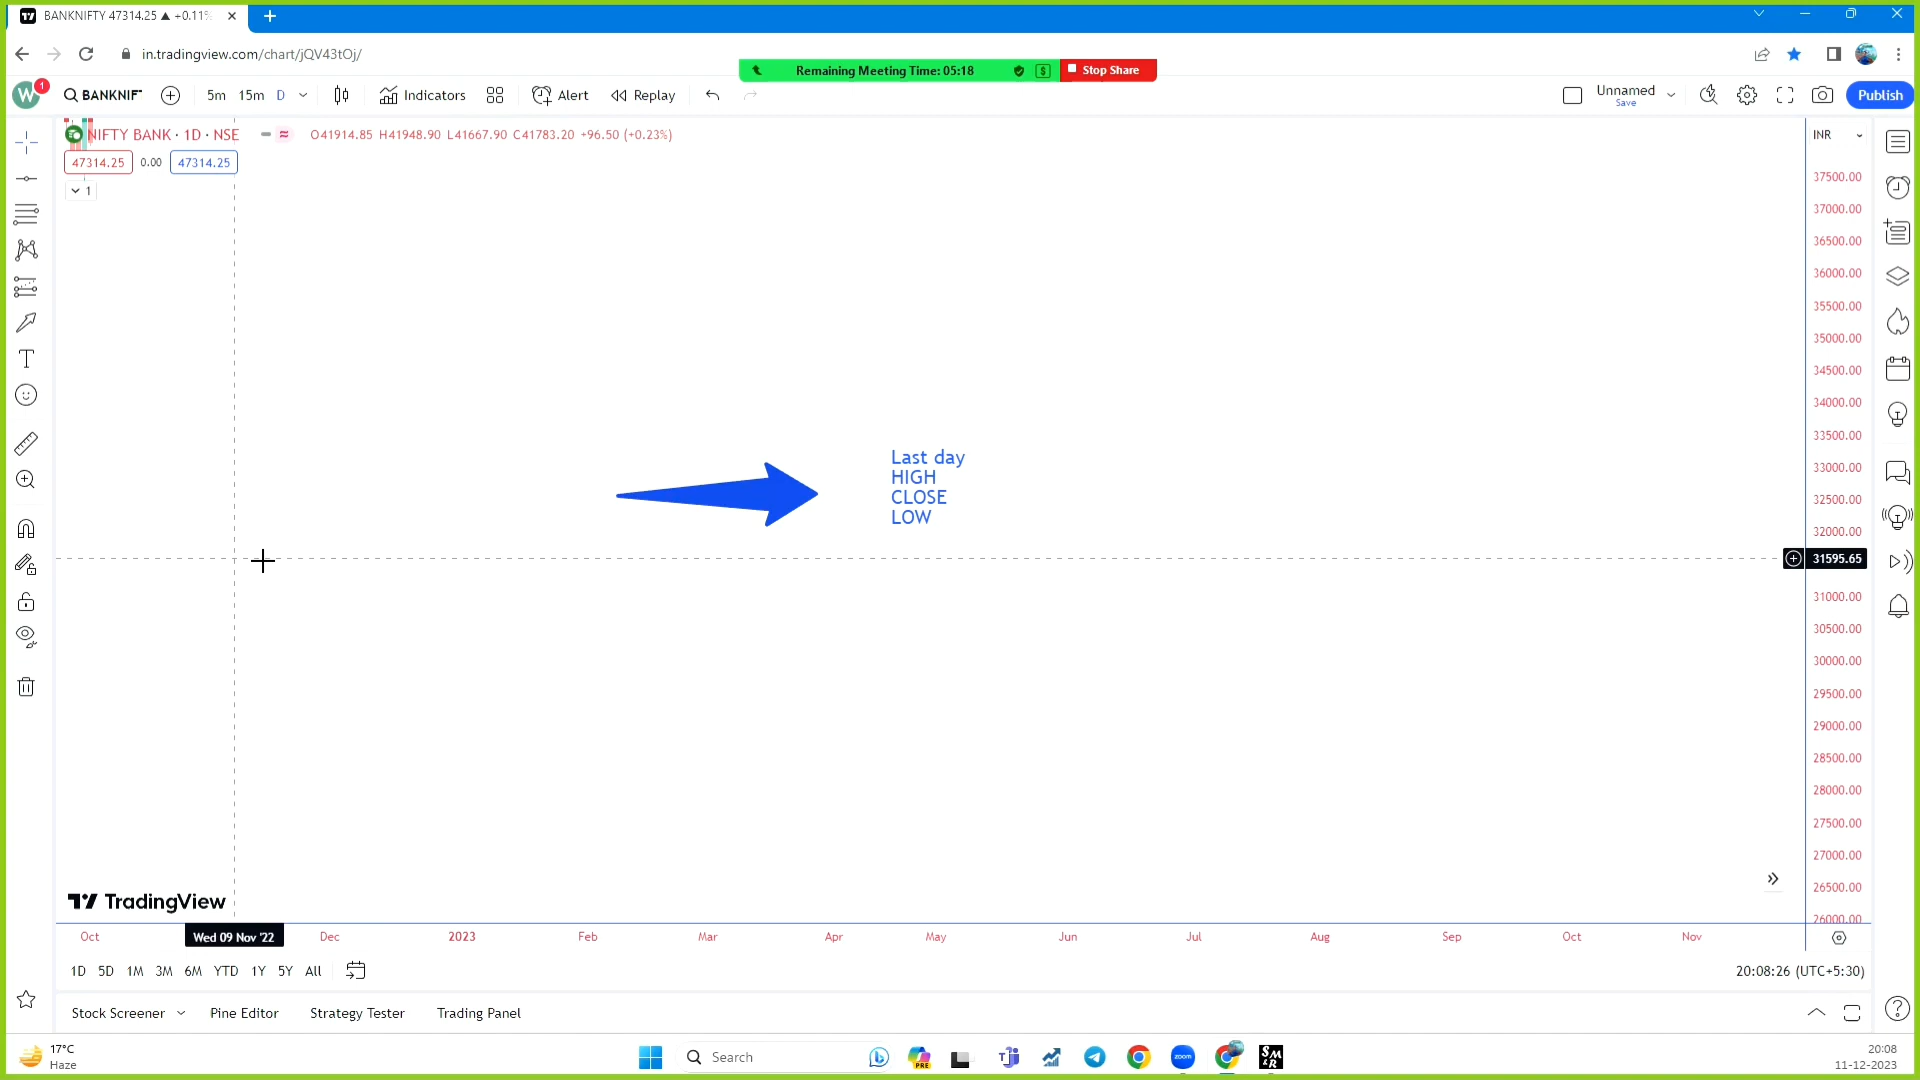 BANKNIFTY 47314.25 ▲ +0.11%
in.tradingview.com/chart/jQV43tOj/
Remaining Meeting Time: 05:18
Stop Share
W
1
BANKNIF
5m
15m
D
Indicators
Alert
Replay
Unnamed
Save
Publish
NIFTY BANK · 1D · NSE
O41914.85 H41948.90 L41667.90 C41783.20 +96.50 (+0.23%)
INR
47314.25
0.00
47314.25
1
37500.00
37000.00
36500.00
36000.00
35500.00
35000.00
34500.00
34000.00
33500.00
33000.00
32500.00
32000.00
31595.65
31000.00
30500.00
30000.00
29500.00
29000.00
28500.00
28000.00
27500.00
27000.00
26500.00
26000.00
Last day
HIGH
CLOSE
LOW
TradingView
Oct
Wed 09 Nov '22
Dec
2023
Feb
Mar
Apr
May
Jun
Jul
Aug
Sep
Oct
Nov
1D
5D
1M
3M
6M
YTD
1Y
5Y
All
20:08:26 (UTC+5:30)
Stock Screener
Pine Editor
Strategy Tester
Trading Panel
17°C
Haze
Search
PRE
zoom
20:08
11-12-2023